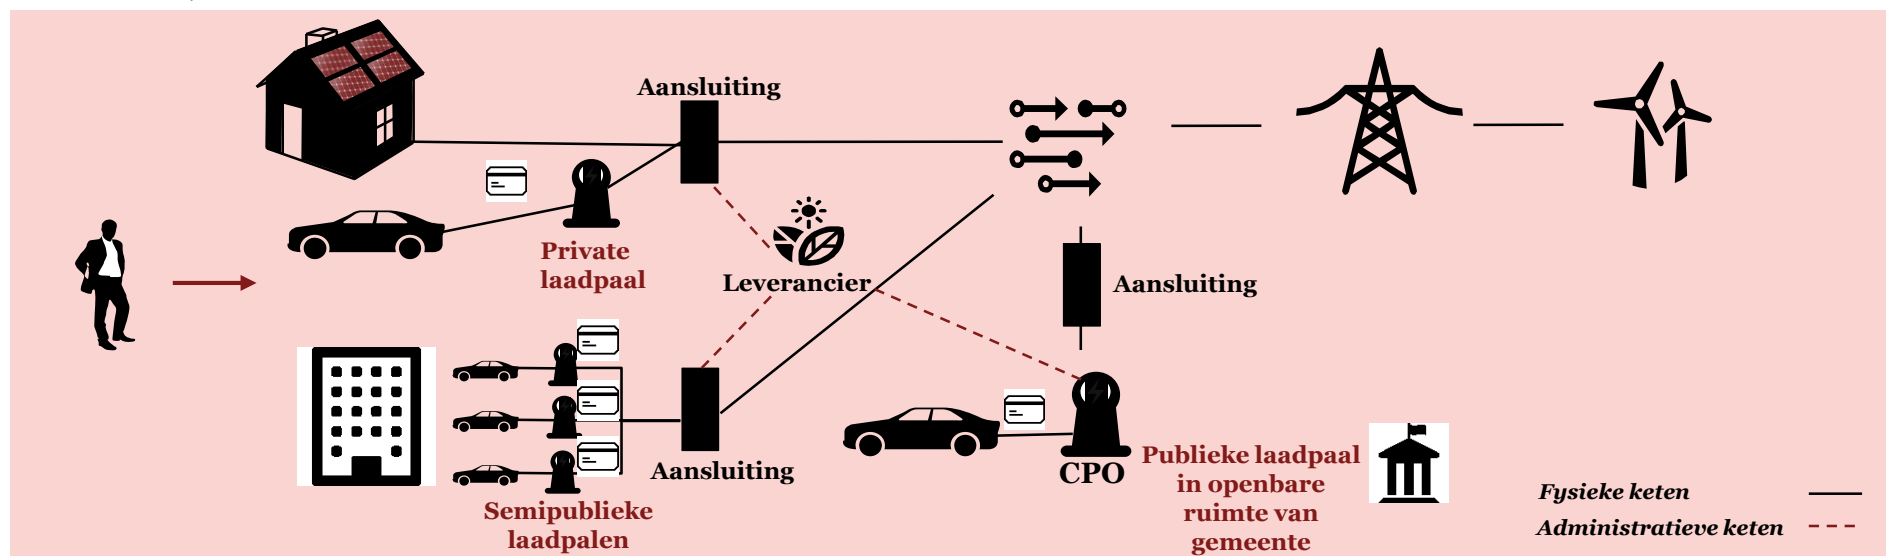 Aansluiting
Private
laadpaal
Leverancier
Aansluiting
Aansluiting
Semipublieke
laadpalen
CPO
Publieke laadpaal
in openbare
ruimte van
gemeente
Fysieke keten
Administratieve keten